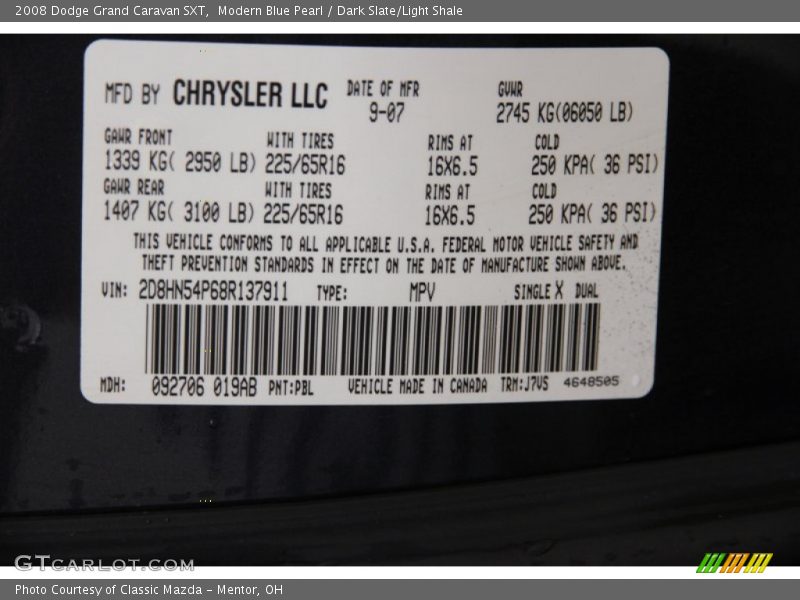 2008 Dodge Grand Caravan SXT,  Modern Blue Pearl / Dark Slate/Light Shale
MFD BY CHRYSLER LLC DATE OF MFR GVWR
9-07 2745 KG(06050 LB)
GAWR FRONT WITH TIRES RIMS AT COLD
1339 KG( 2950 LB) 225/65R16 16X6.5 250 KPA( 36 PSI)
GAWR REAR WITH TIRES RIMS AT COLD
1407 KG( 3100 LB) 225/65R16 16X6.5 250 KPA( 36 PSI)
THIS VEHICLE CONFORMS TO ALL APPLICABLE U.S.A. FEDERAL MOTOR VEHICLE SAFETY AND
THEFT PREVENTION STANDARDS IN EFFECT ON THE DATE OF MANUFACTURE SHOWN ABOVE.
VIN: 2D8HN54P68R137911 TYPE: MPV SINGLE X DUAL
MDH: 092706 019AB PNT:PBL VEHICLE MADE IN CANADA TRM:J7VS 4648505
GTCARLOT.COM
Photo Courtesy of Classic Mazda - Mentor, OH